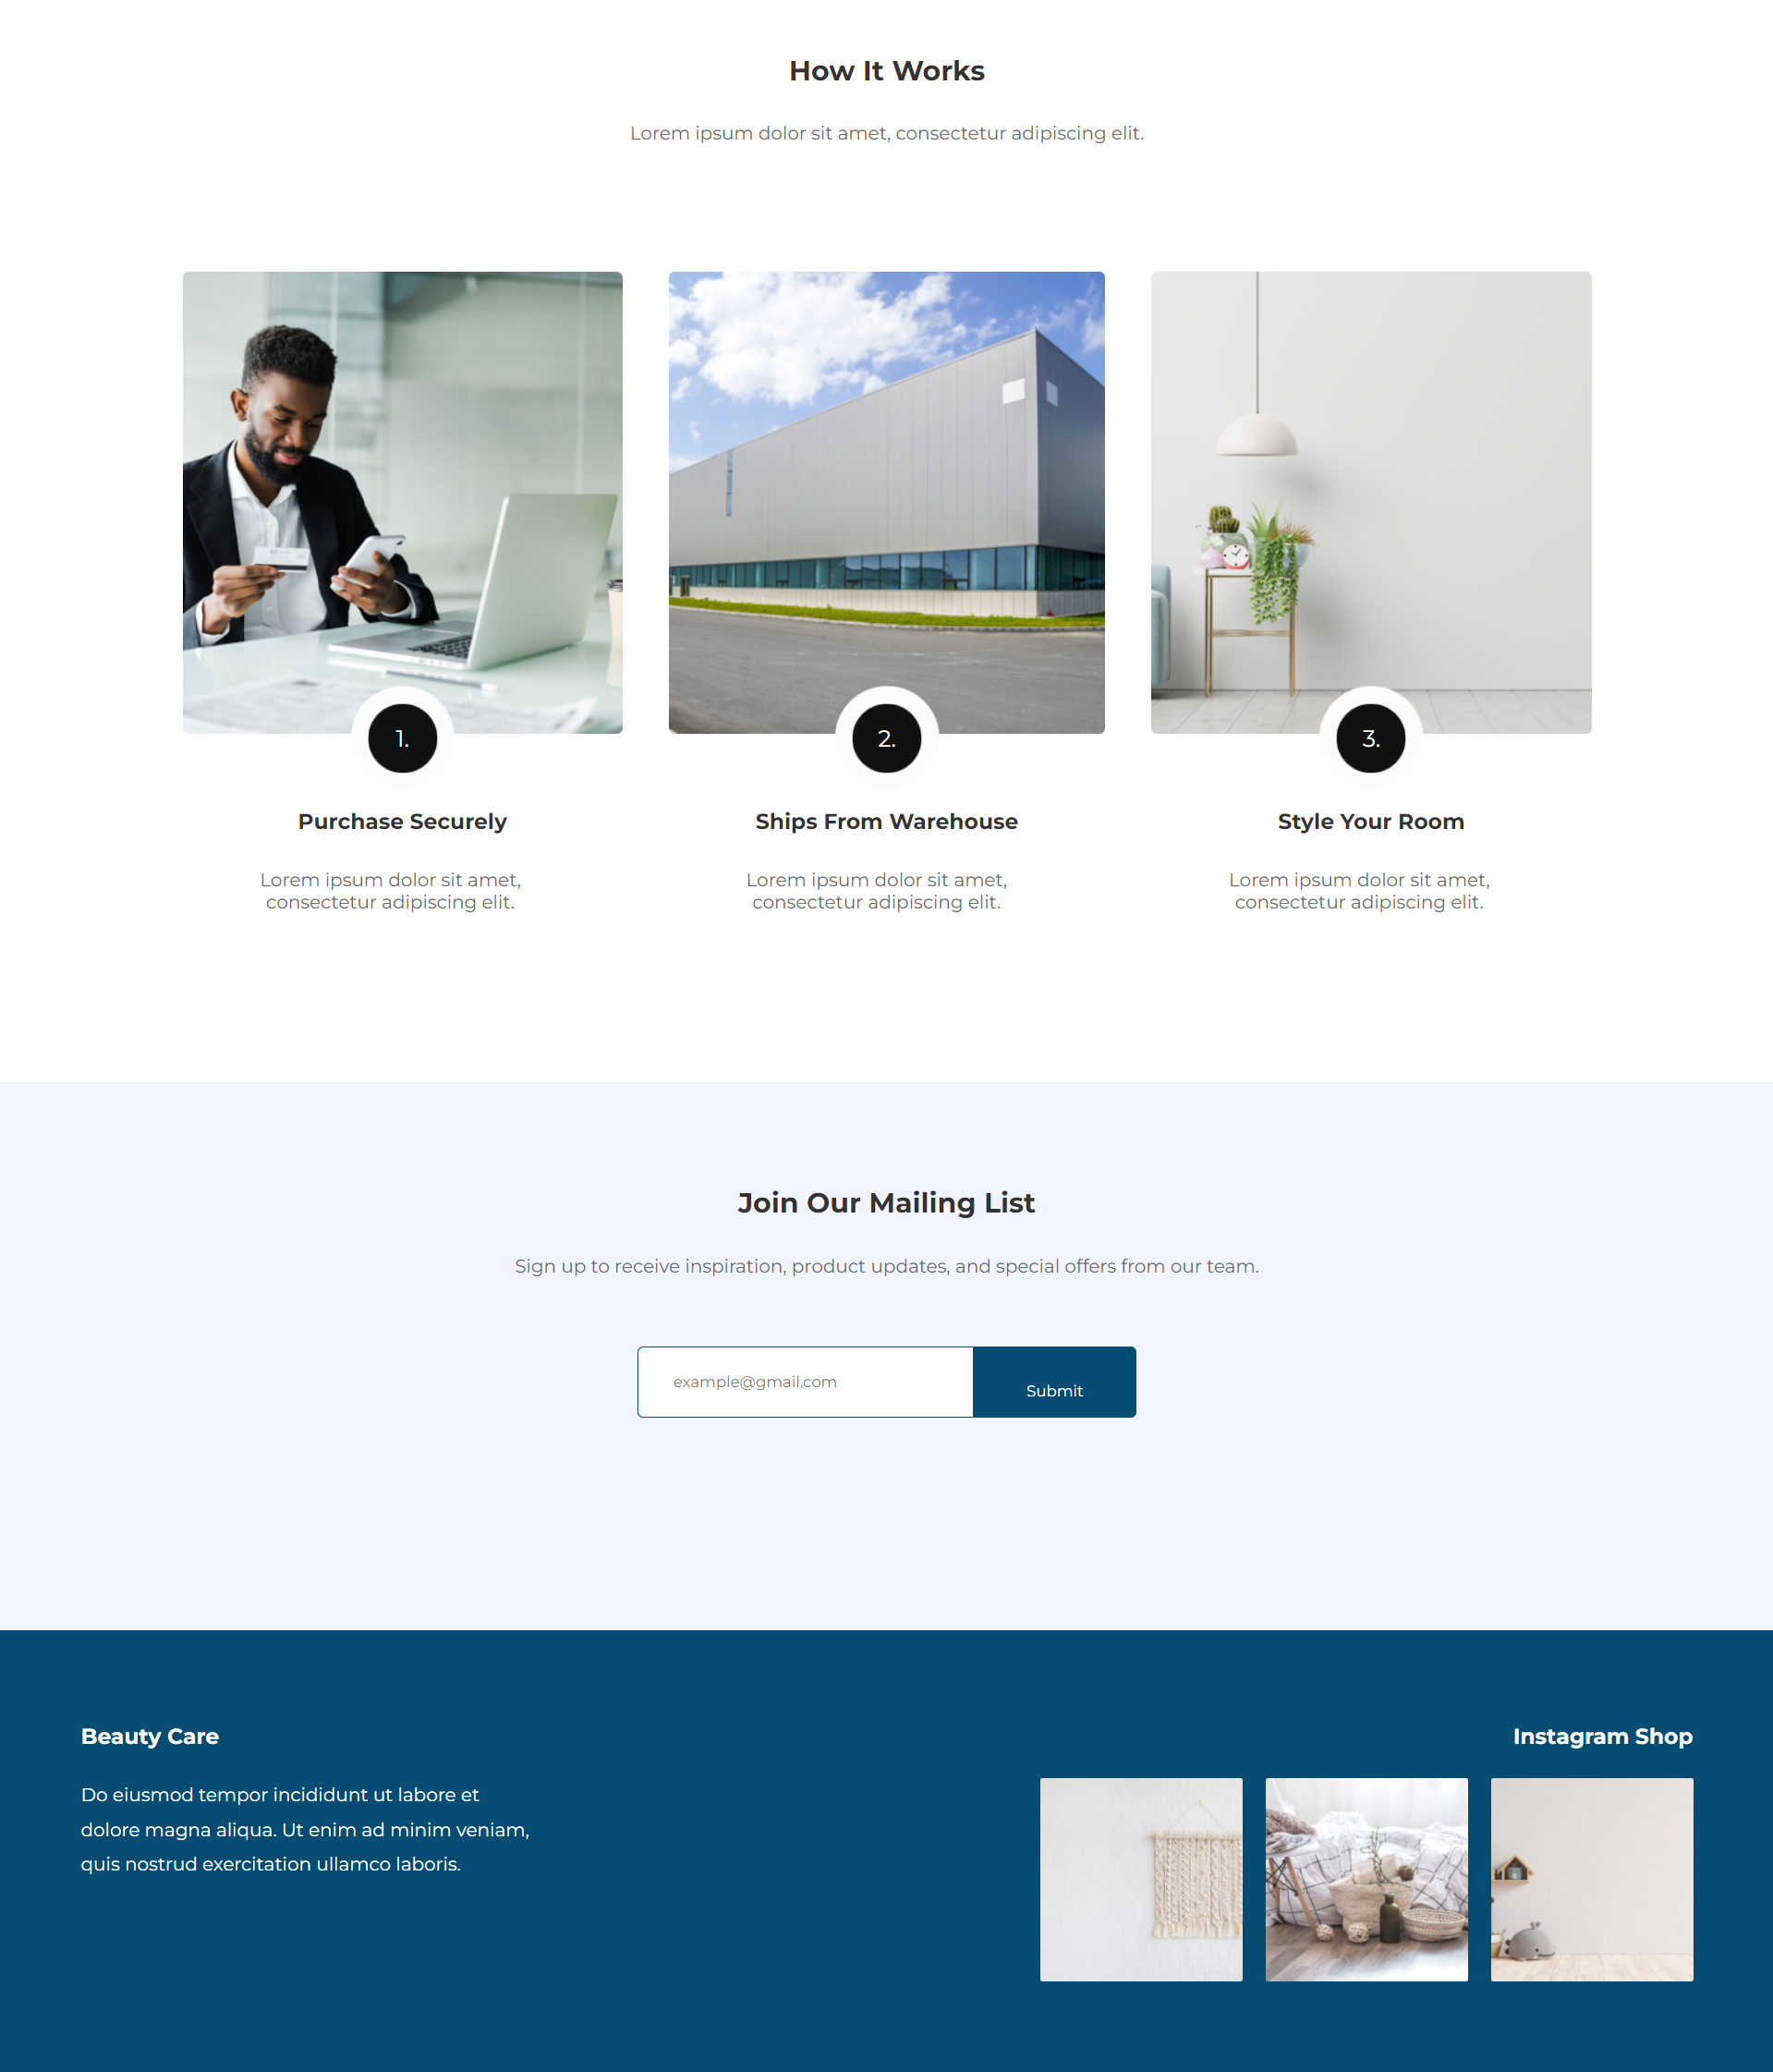 How It Works
Lorem ipsum dolor sit amet, consectetur adipiscing elit.
1.
2.
3.
Purchase Securely
Ships From Warehouse
Style Your Room
Lorem ipsum dolor sit amet,
consectetur adipiscing elit.
Lorem ipsum dolor sit amet,
consectetur adipiscing elit.
Lorem ipsum dolor sit amet,
consectetur adipiscing elit.
Join Our Mailing List
Sign up to receive inspiration, product updates, and special offers from our team.
example@gmail.com
Submit
Beauty Care
Do eiusmod tempor incididunt ut labore et
dolore magna aliqua. Ut enim ad minim veniam,
quis nostrud exercitation ullamco laboris.
Instagram Shop